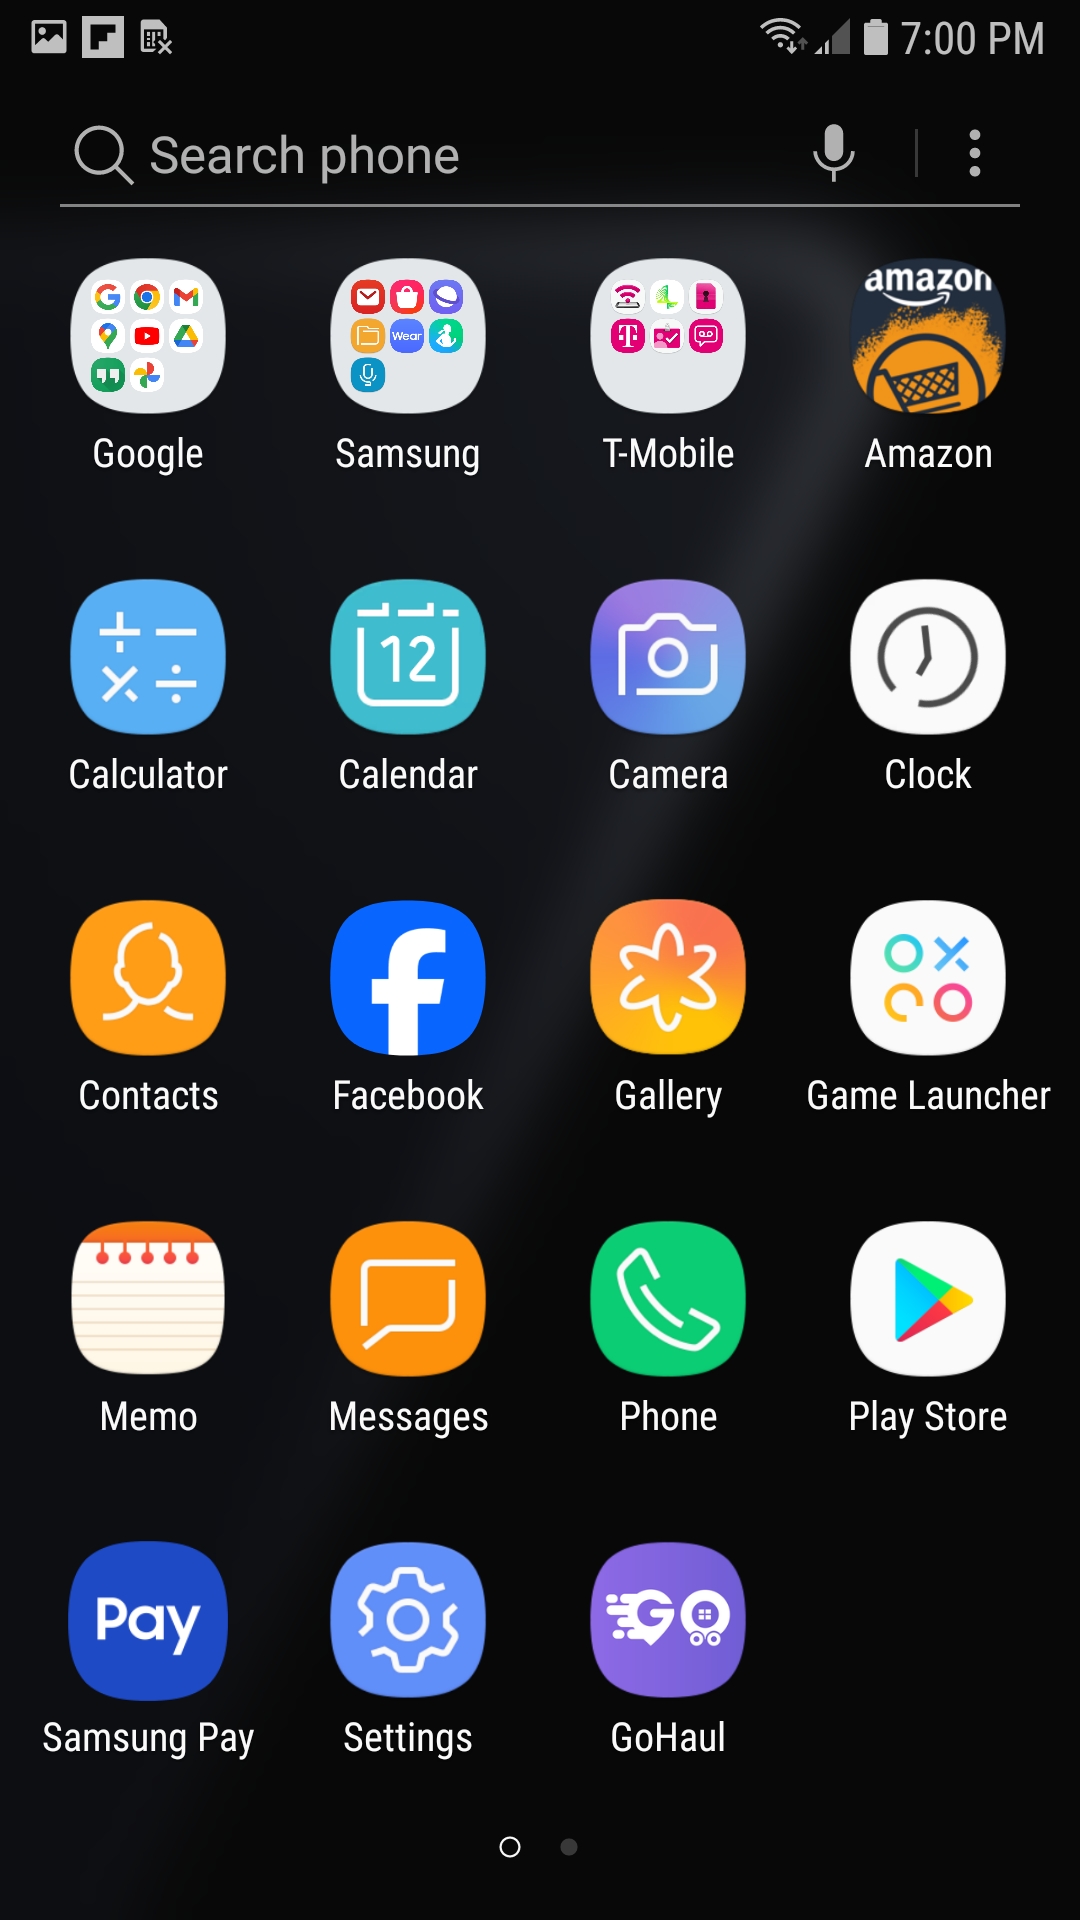 7:00 PM
Search phone
Wear
amazon
Google
Samsung
T-Mobile
Amazon
12
Calculator
Calendar
Camera
Clock
Contacts
Facebook
Gallery
Game Launcher
Memo
Messages
Phone
Play Store
Pay
GO
Samsung Pay
Settings
GoHaul